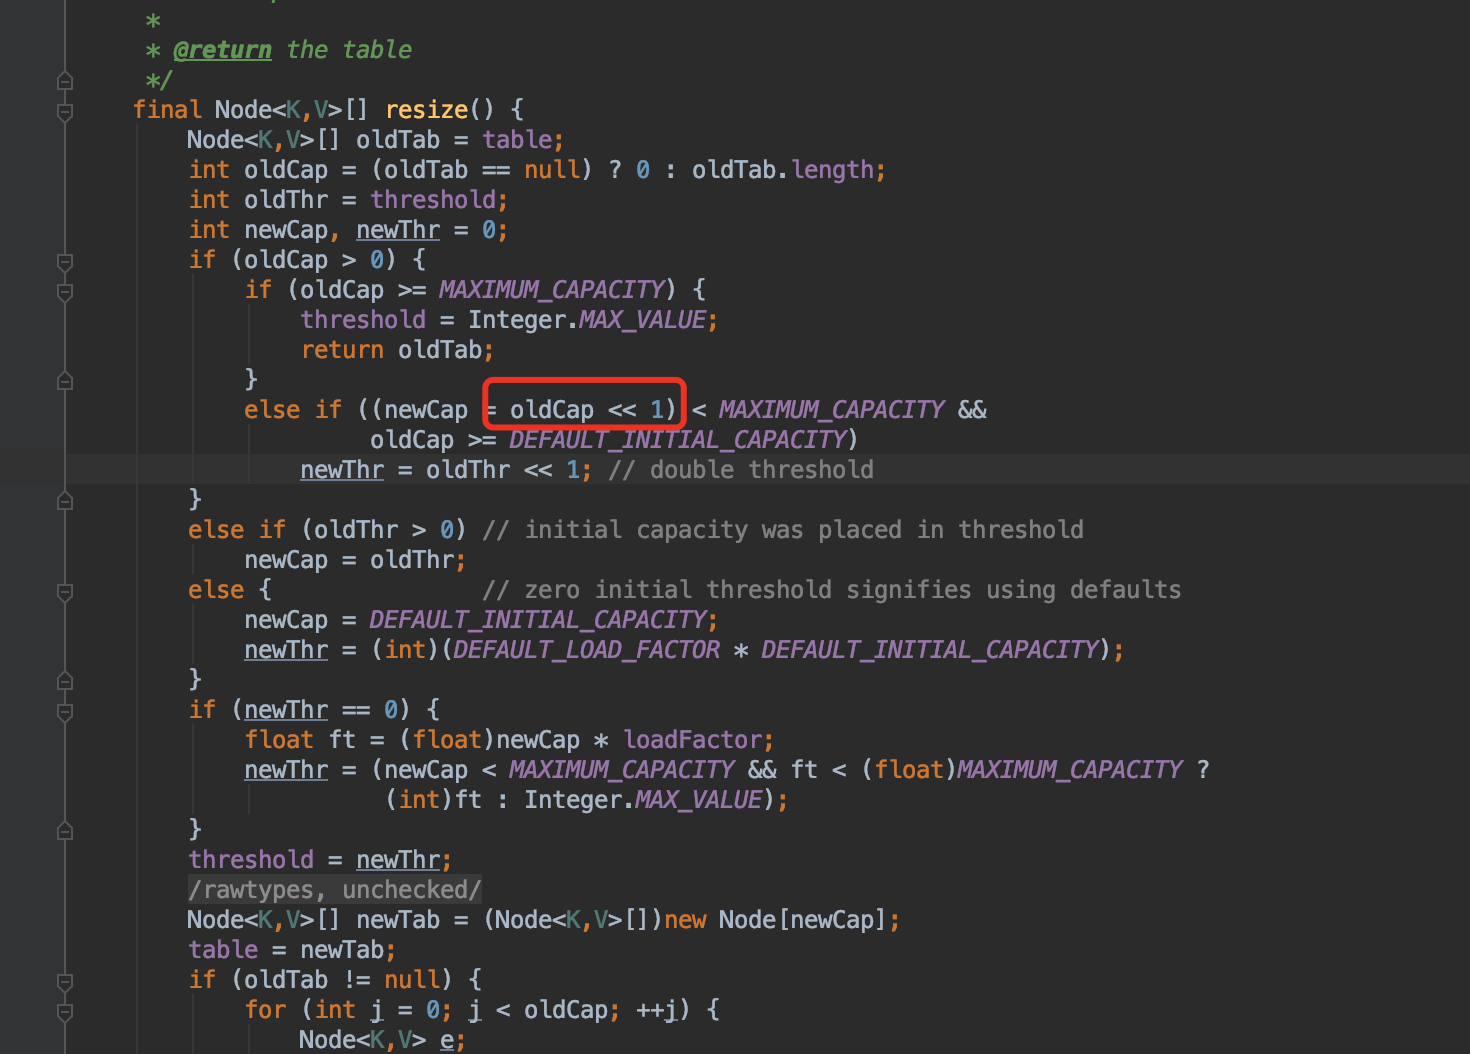 *
* @return the table
*/
final Node<K,V>[] resize() {
Node<K,V>[] oldTab = table;
int oldCap = (oldTab == null) ? 0 : oldTab.length;
int oldThr = threshold;
int newCap, newThr = 0;
if (oldCap > 0) {
if (oldCap >= MAXIMUM_CAPACITY) {
threshold = Integer.MAX_VALUE;
return oldTab;
}
else if ((newCap = oldCap << 1) < MAXIMUM_CAPACITY &&
oldCap >= DEFAULT_INITIAL_CAPACITY)
newThr = oldThr << 1; // double threshold
}
else if (oldThr > 0) // initial capacity was placed in threshold
newCap = oldThr;
else { // zero initial threshold signifies using defaults
newCap = DEFAULT_INITIAL_CAPACITY;
newThr = (int)(DEFAULT_LOAD_FACTOR * DEFAULT_INITIAL_CAPACITY);
}
if (newThr == 0) {
float ft = (float)newCap * loadFactor;
newThr = (newCap < MAXIMUM_CAPACITY && ft < (float)MAXIMUM_CAPACITY ?
(int)ft : Integer.MAX_VALUE);
}
threshold = newThr;
/rawtypes, unchecked/
Node<K,V>[] newTab = (Node<K,V>[])new Node[newCap];
table = newTab;
if (oldTab != null) {
for (int j = 0; j < oldCap; ++j) {
Node<K,V> e;